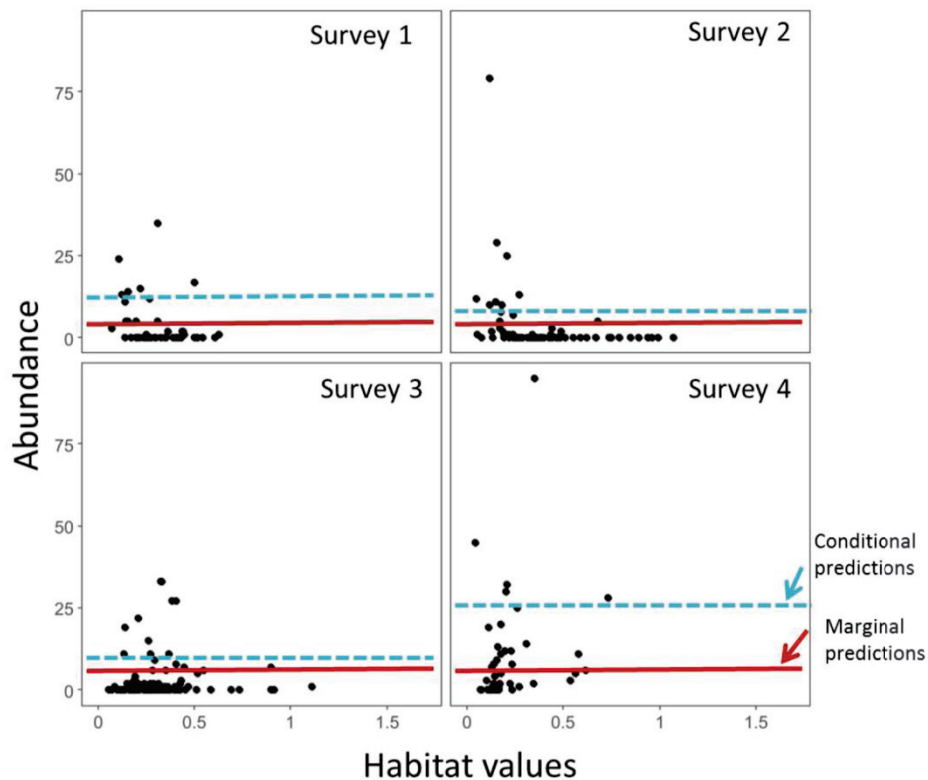 Survey 1
Survey 2
75
50
25
0
Abundance
Survey 3
Survey 4
75
50
25
0
Conditional
predictions
Marginal
predictions
0 0.5 1 1.5 0 0.5 1 1.5
Habitat values